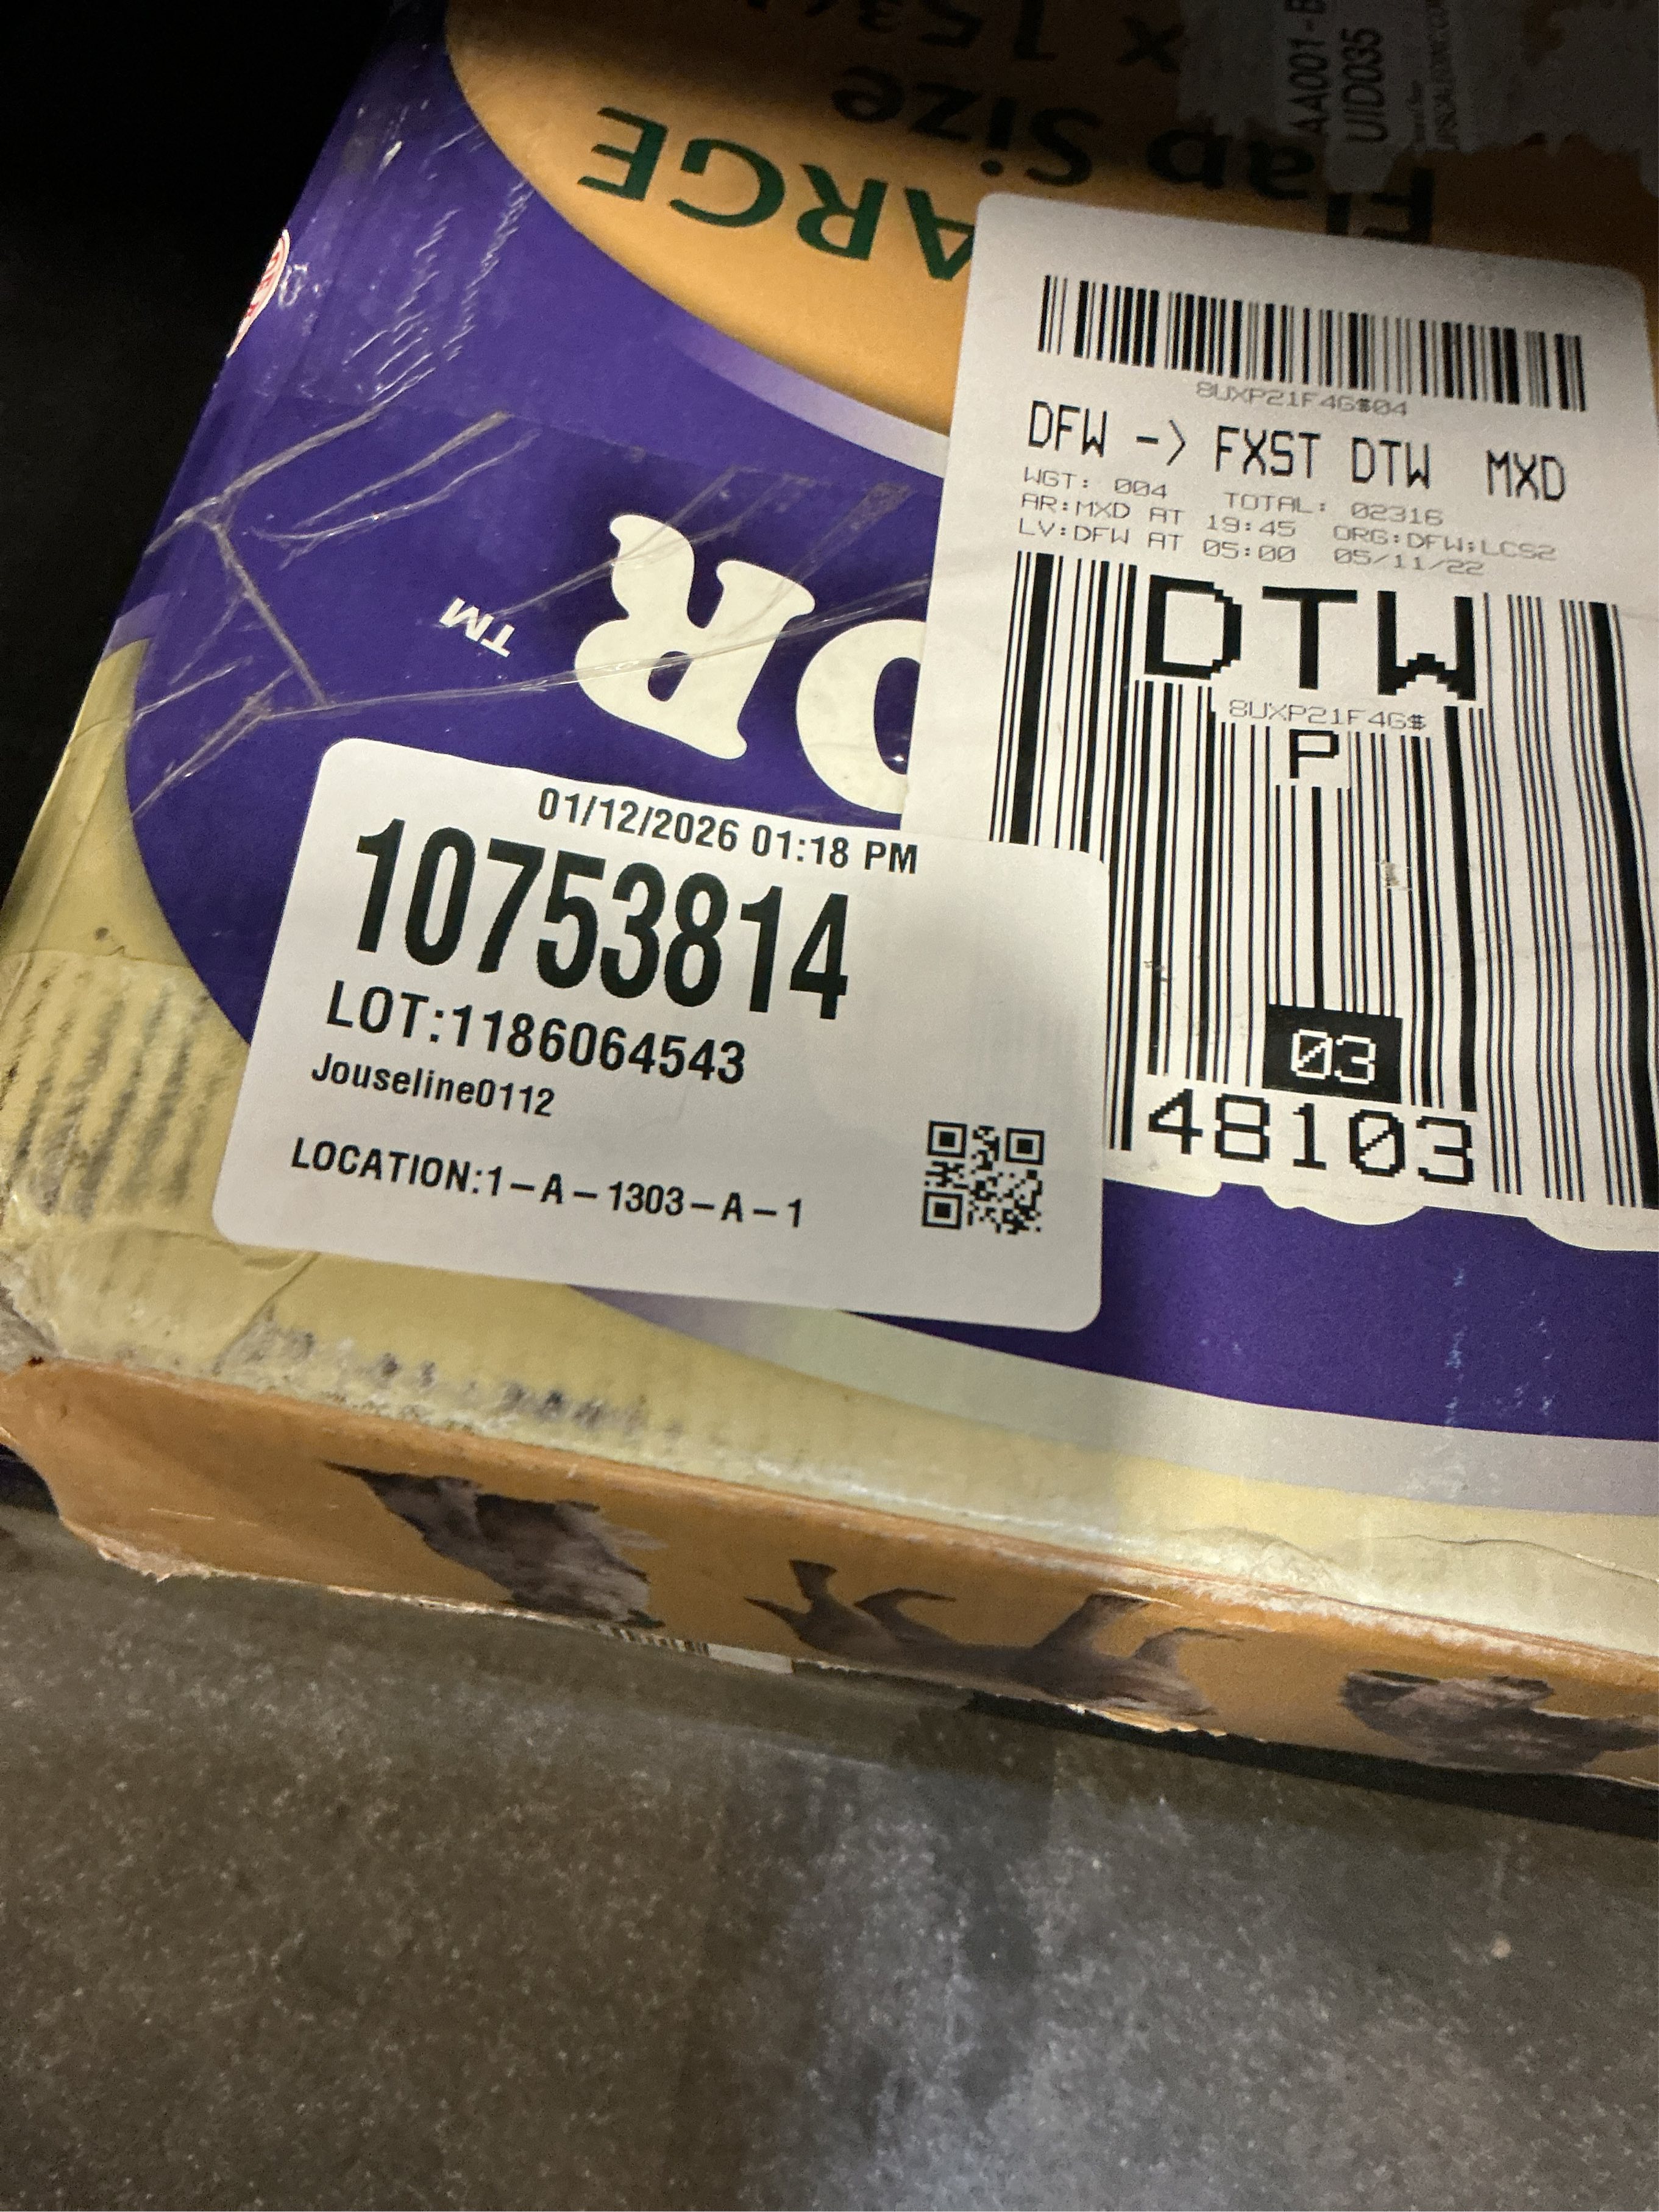 Size
AA001-B
UID035
8UXP21F4G$04
DFW -> FXST DTW MXD
WGT: 004 TOTAL: 02316
AR:MXD AT 19:45 ORG:DFW;LCS2
LV:DFW AT 05:00 05/11/22
DTW
8UXP21F4G$
P
03
48103
TM
01/12/2026 01:18 PM
10753814
LOT:1186064543
Jouseline0112
LOCATION:1-A-1303-A-1